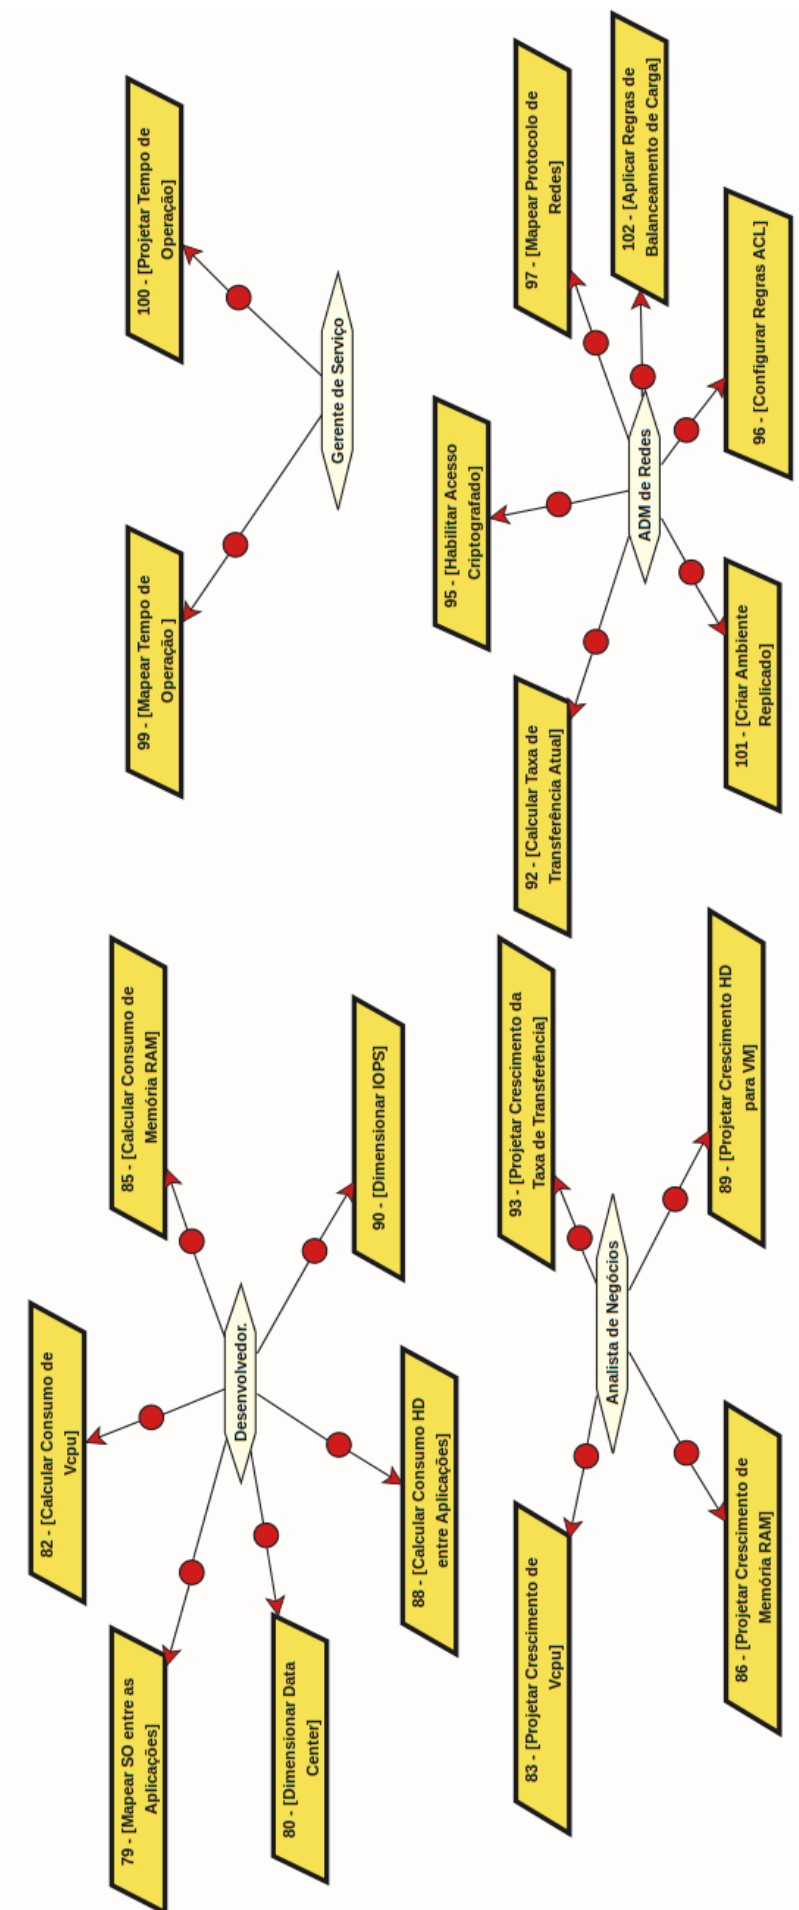 82 - [Calcular Consumo de
Vcpu]
79 - [Mapear SO entre as
Aplicações]
85 - [Calcular Consumo de
Memória RAM]
Desenvolvedor.
80 - [Dimensionar Data
Center]
90 - [Dimensionar IOPS]
88 - [Calcular Consumo HD
entre Aplicações]
99 - [Mapear Tempo de
Operação ]
100 - [Projetar Tempo de
Operação]
Gerente de Serviço
83 - [Projetar Crescimento de
Vcpu]
93 - [Projetar Crescimento da
Taxa de Transferência]
Analista de Negócios
86 - [Projetar Crescimento de
Memória RAM]
89 - [Projetar Crescimento HD
para VM]
95 - [Habilitar Acesso
Criptografado]
92 - [Calcular Taxa de
Transferência Atual]
97 - [Mapear Protocolo de
Redes]
102 - [Aplicar Regras de
Balanceamento de Carga]
ADM de Redes
101 - [Criar Ambiente
Replicado]
96 - [Configurar Regras ACL]